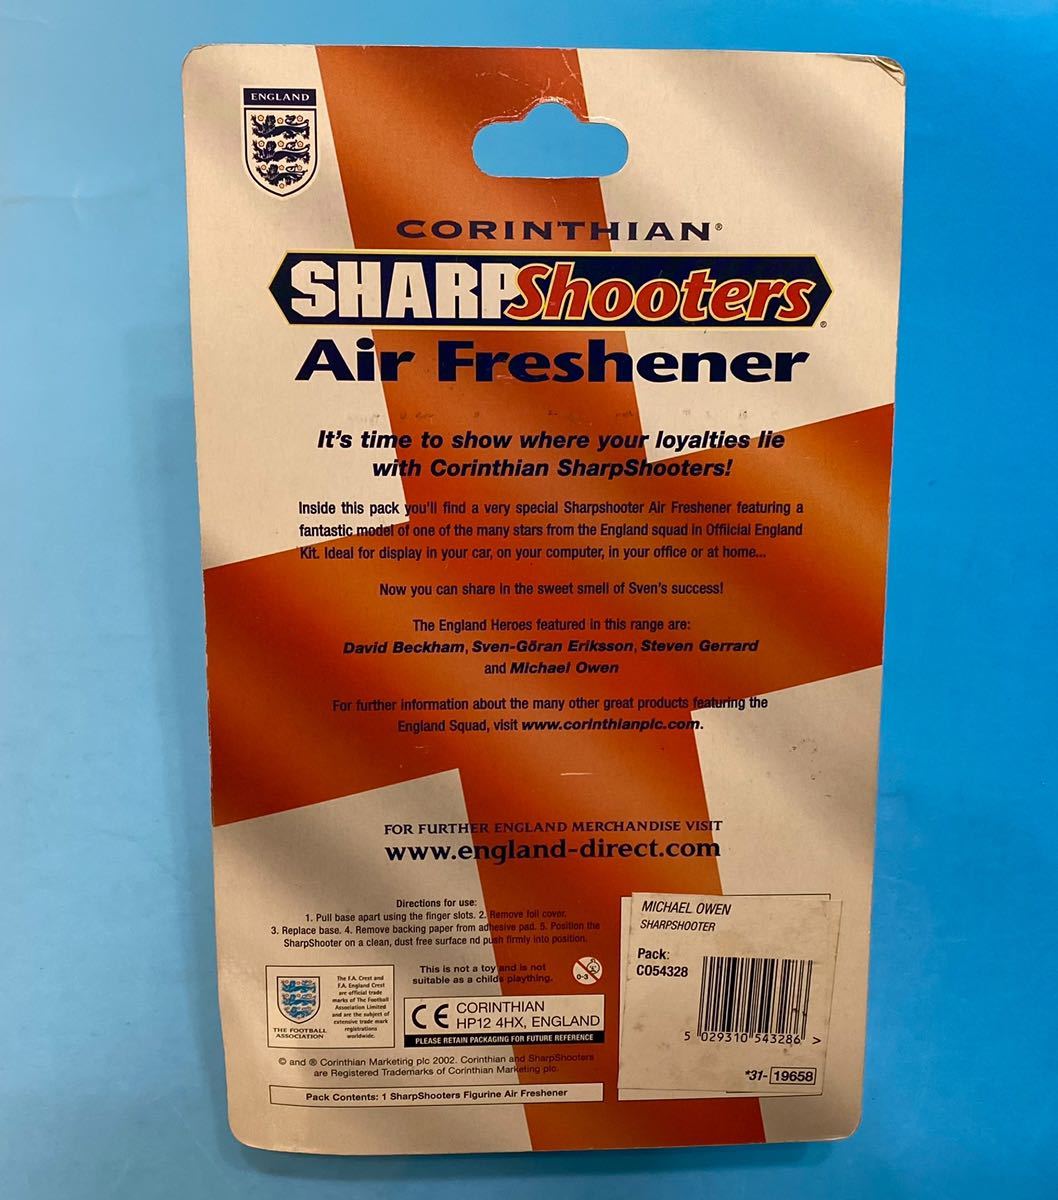 ENGLAND
CORINTHIAN®
SHARPShooters®
Air Freshener
It's time to show where your loyalties lie
with Corinthian SharpShooters!
Inside this pack you'll find a very special Sharpshooter Air Freshener featuring a
fantastic model of one of the many stars from the England squad in Official England
Kit. Ideal for display in your car, on your computer, in your office or at home...
Now you can share in the sweet smell of Sven's success!
The England Heroes featured in this range are:
David Beckham, Sven-Göran Eriksson, Steven Gerrard
and Michael Owen
For further information about the many other great products featuring the
England Squad, visit www.corinthianplc.com.
FOR FURTHER ENGLAND MERCHANDISE VISIT
www.england-direct.com
Directions for use:
1. Pull base apart using the finger slots. 2. Remove foil cover.
3. Replace base. 4. Remove backing paper from adhesive pad. 5. Position the
SharpShooter on a clean, dust free surface nd push firmly into position.
THE FOOTBALL
ASSOCIATION
The F.A. Crest and
F.A. England Crest
are official trade
marks of The Football
Association Limited
and are the subject of
extensive trade mark
registrations
worldwide.
This is not a toy and is not
suitable as a childs plaything.
0-3
CE CORINTHIAN
HP12 4HX, ENGLAND
PLEASE RETAIN PACKAGING FOR FUTURE REFERENCE
© and ® Corinthian Marketing plc 2002. Corinthian and SharpShooters
are Registered Trademarks of Corinthian Marketing plc.
Pack Contents: 1 SharpShooters Figurine Air Freshener
MICHAEL OWEN
SHARPSHOOTER
Pack:
C054328
5 029310 543286 >
*31- 19658